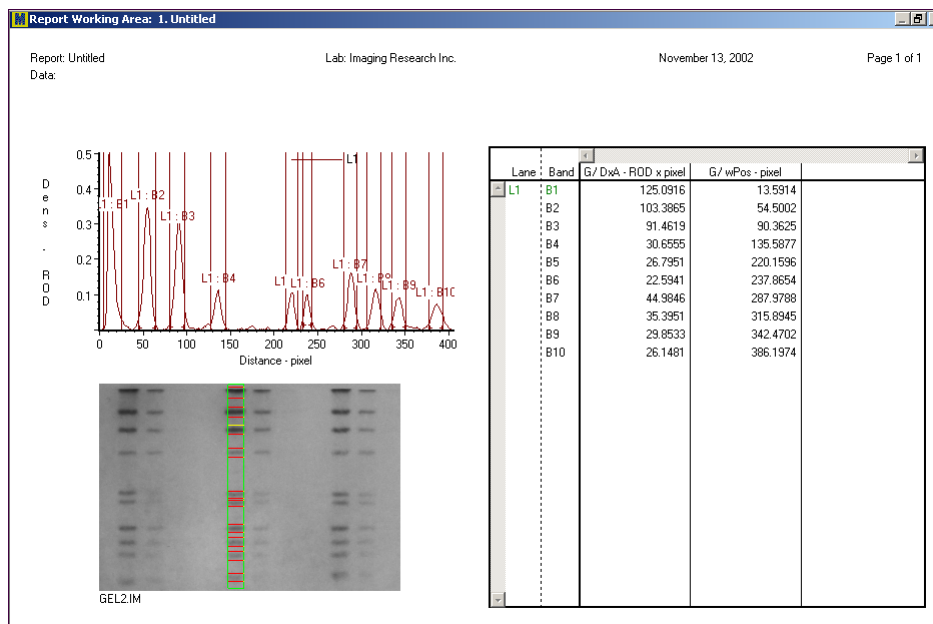 Report Working Area: 1. Untitled
Report: Untitled Lab: Imaging Research Inc. November 13, 2002 Page 1 of 1
Data:
Dens - ROD
0.5
0.4
0.3
0.2
0.1
L1
L1 : B1
L1 : B2
L1 : B3
L1 : B4
L1
L1 : B6
L1 : B7
L1 : B8
L1 : B9
L1 : B10
0 50 100 150 200 250 300 350 400
Distance - pixel
GEL2.IM
Lane Band G/ DxA - ROD x pixel G/ wPos - pixel
L1 B1 125.0916 13.5914
B2 103.3865 54.5002
B3 91.4619 90.3625
B4 30.6555 135.5877
B5 26.7951 220.1596
B6 22.5941 237.8654
B7 44.9846 287.9788
B8 35.3951 315.8945
B9 29.8533 342.4702
B10 26.1481 386.1974